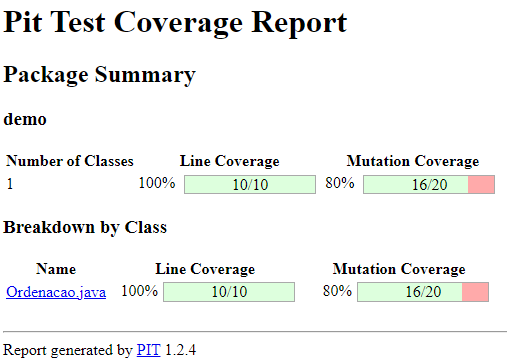 Pit Test Coverage Report
Package Summary
demo
Number of Classes Line Coverage Mutation Coverage
1 100% 10/10 80% 16/20
Breakdown by Class
Name Line Coverage Mutation Coverage
Ordenacao.java 100% 10/10 80% 16/20
Report generated by PIT 1.2.4